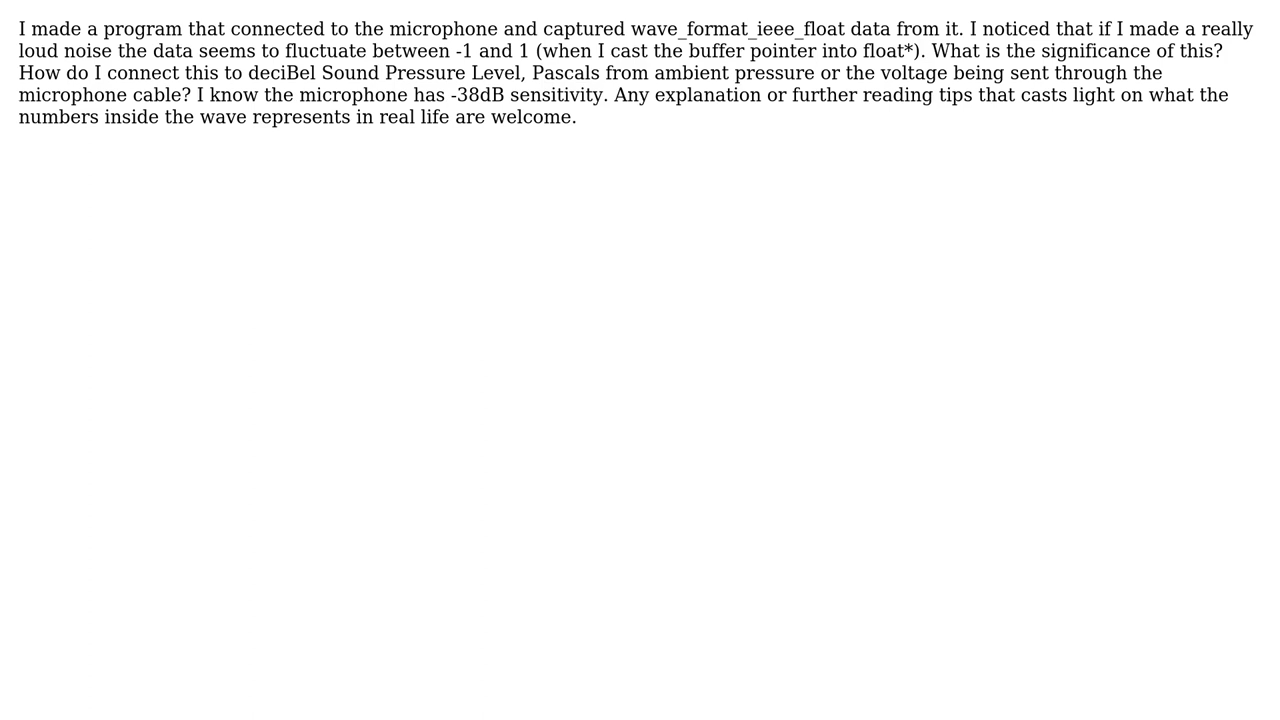 I made a program that connected to the microphone and captured wave_format_ieee_float data from it. I noticed that if I made a really
loud noise the data seems to fluctuate between -1 and 1 (when I cast the buffer pointer into float*). What is the significance of this?
How do I connect this to deciBel Sound Pressure Level, Pascals from ambient pressure or the voltage being sent through the
microphone cable? I know the microphone has -38dB sensitivity. Any explanation or further reading tips that casts light on what the
numbers inside the wave represents in real life are welcome.